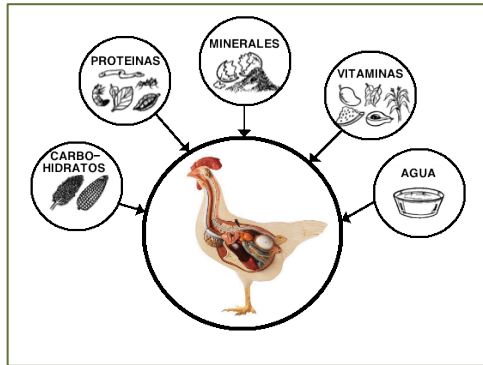 CARBO-
HIDRATOS
PROTEINAS
MINERALES
VITAMINAS
AGUA